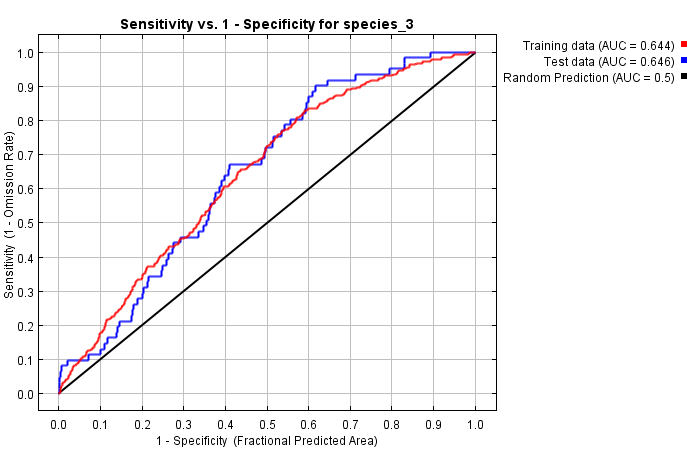 Sensitivity vs. 1 - Specificity for species_3
Training data (AUC = 0.644)
Test data (AUC = 0.646)
Random Prediction (AUC = 0.5)
Sensitivity (1 - Omission Rate)
1.0
0.9
0.8
0.7
0.6
0.5
0.4
0.3
0.2
0.1
0.0
0.0 0.1 0.2 0.3 0.4 0.5 0.6 0.7 0.8 0.9 1.0
1 - Specificity (Fractional Predicted Area)